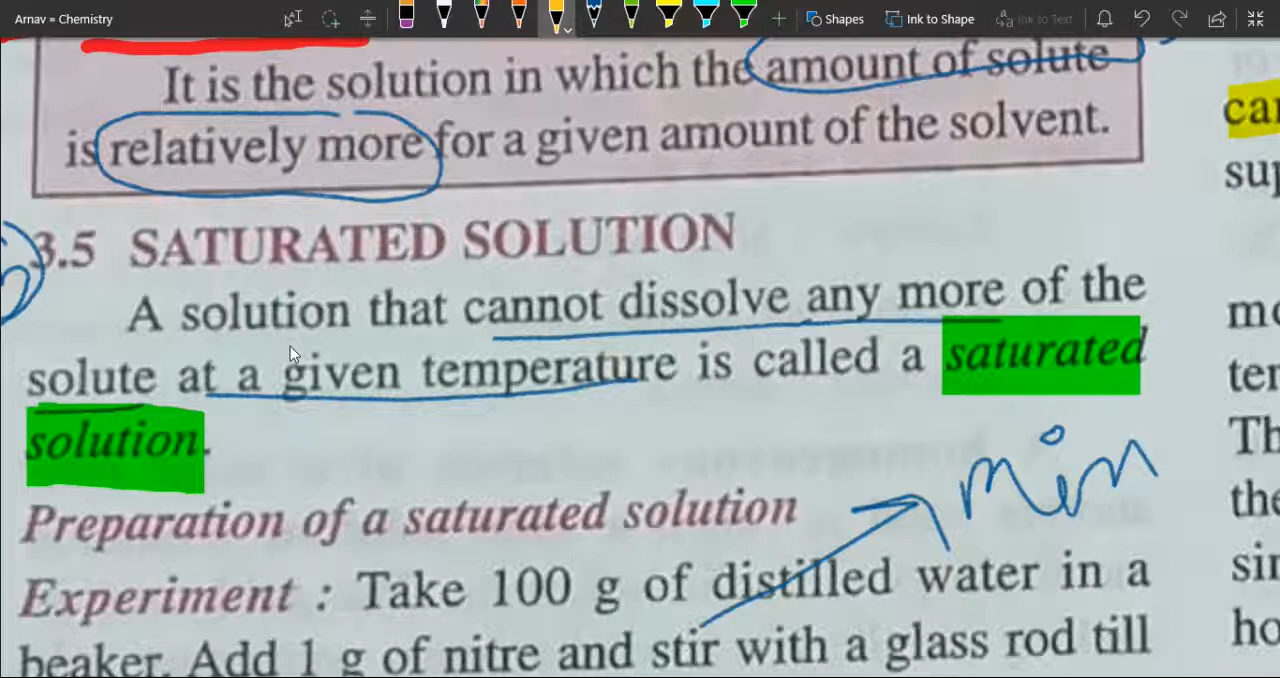 Arnav » Chemistry
Shapes
Ink to Shape
Ink to Text
It is the solution in which the amount of solute
is relatively more for a given amount of the solvent.
3.5 SATURATED SOLUTION
A solution that cannot dissolve any more of the
solute at a given temperature is called a saturated
solution.
min
Preparation of a saturated solution
Experiment : Take 100 g of distilled water in a
beaker. Add 1 g of nitre and stir with a glass rod till